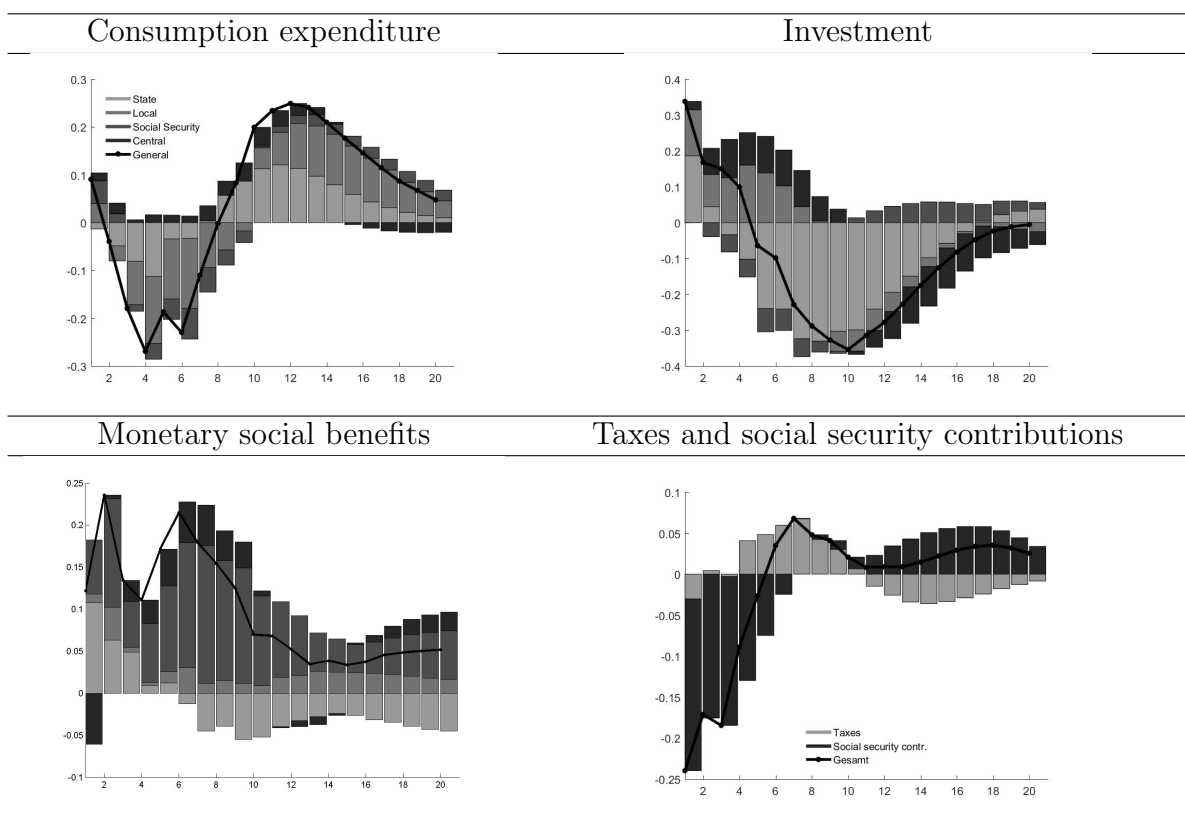 Consumption expenditure
Investment
0.3
0.2
0.1
0
-0.1
-0.2
-0.3
State
Local
Social Security
Central
General
2 4 6 8 10 12 14 16 18 20
0.4
0.3
0.2
0.1
0
-0.1
-0.2
-0.3
-0.4
2 4 6 8 10 12 14 16 18 20
Monetary social benefits
Taxes and social security contributions
0.25
0.2
0.15
0.1
0.05
0
-0.05
-0.1
2 4 6 8 10 12 14 16 18 20
0.1
0.05
0
-0.05
-0.1
-0.15
-0.2
-0.25
Taxes
Social security contr.
Gesamt
2 4 6 8 10 12 14 16 18 20